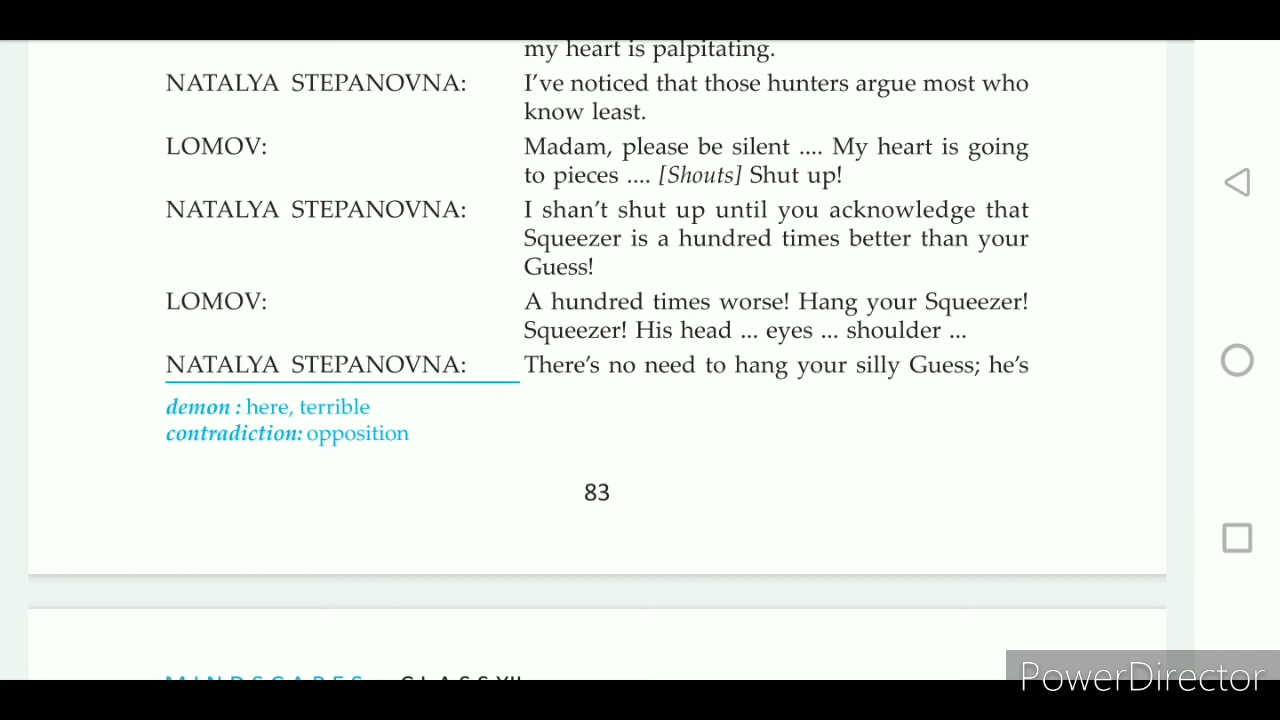 my heart is palpitating.
NATALYA STEPANOVNA: I’ve noticed that those hunters argue most who
know least.
LOMOV: Madam, please be silent .... My heart is going
to pieces .... [Shouts] Shut up!
NATALYA STEPANOVNA: I shan’t shut up until you acknowledge that
Squeezer is a hundred times better than your
Guess!
LOMOV: A hundred times worse! Hang your Squeezer!
Squeezer! His head ... eyes ... shoulder ...
NATALYA STEPANOVNA: There’s no need to hang your silly Guess; he’s
demon : here, terrible
contradiction: opposition
83
MINDSCAPES CLASS XII
PowerDirector